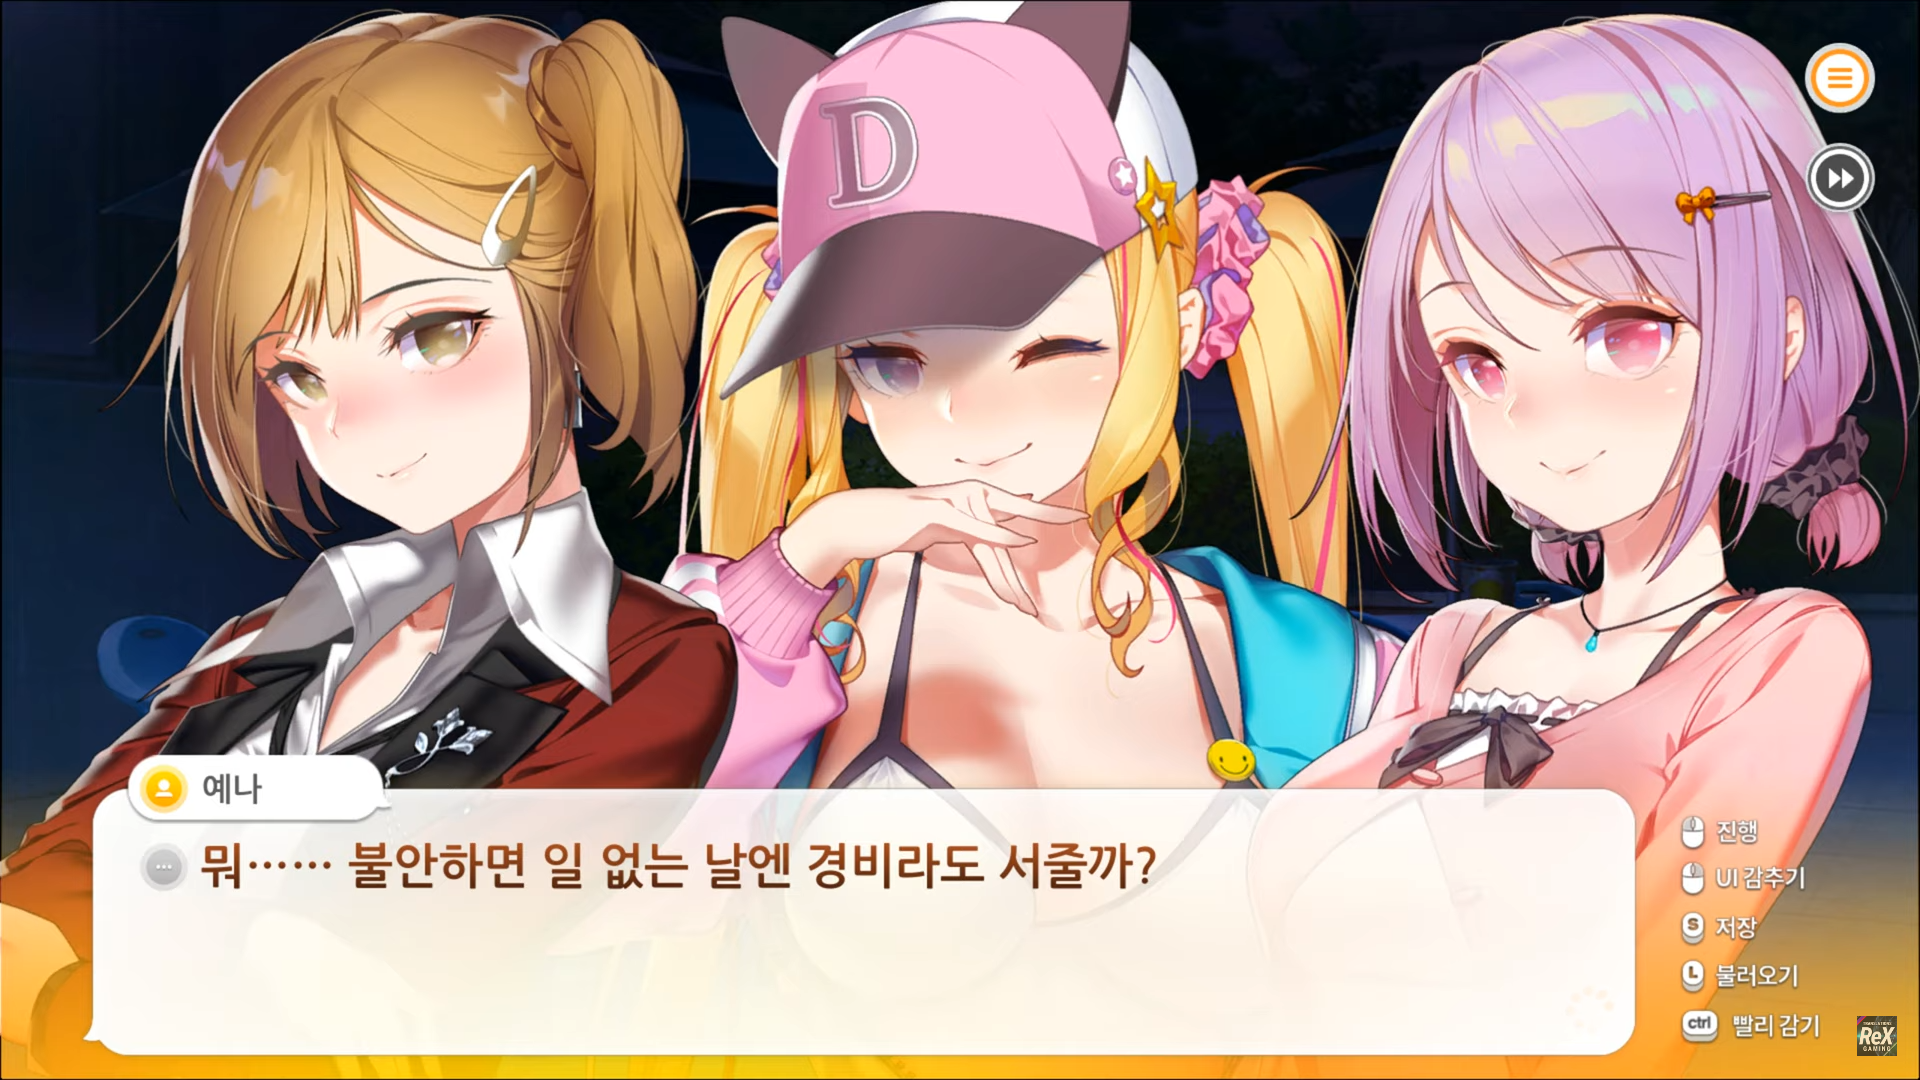 D
예나
뭐…… 불안하면 일 없는 날엔 경비라도 서줄까?
진행
UI 감추기
S 저장
L 불러오기
ctrl 빨리 감기
ReX
GAMING